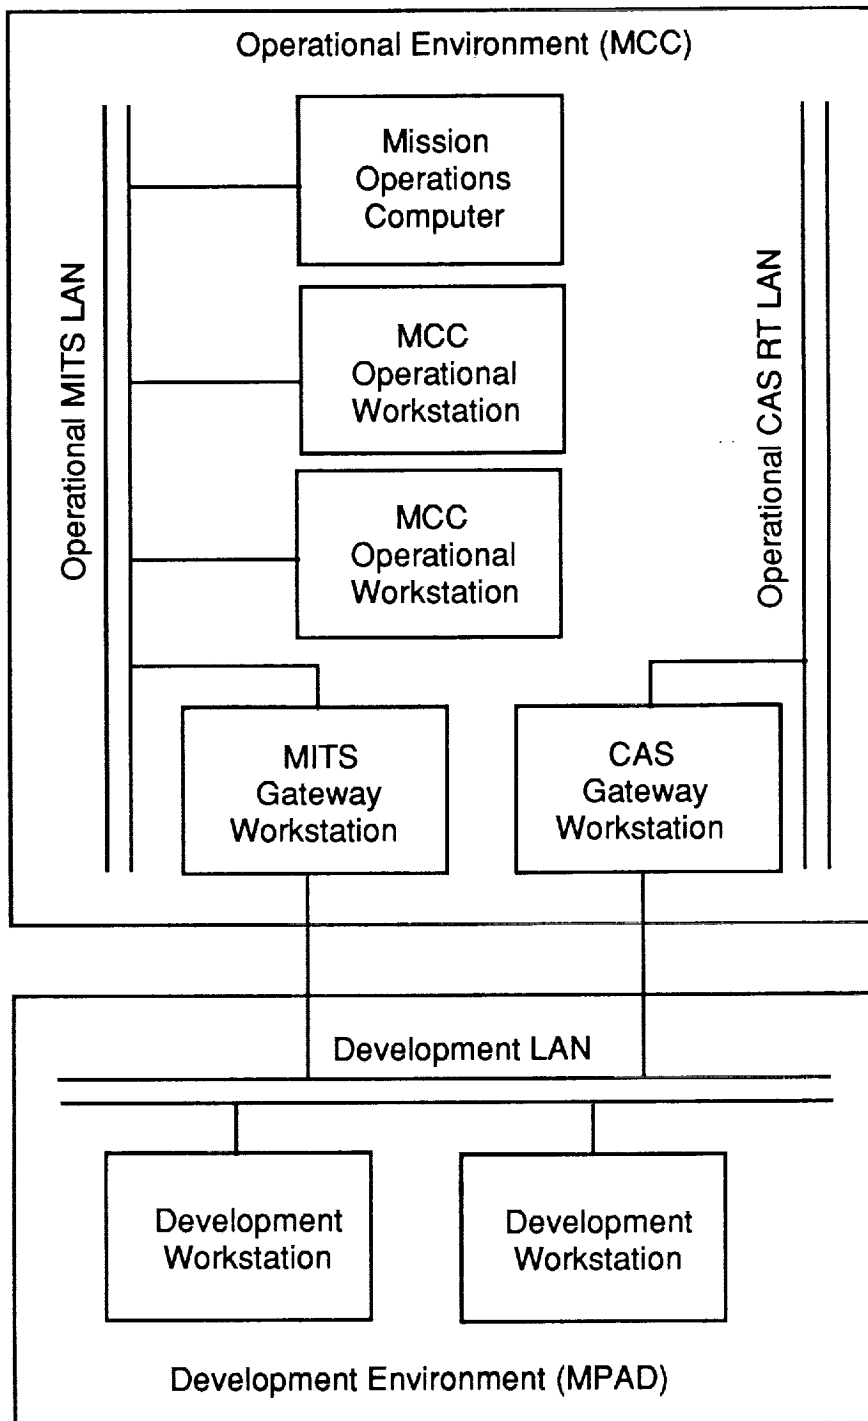 Operational Environment (MCC)
Mission
Operations
Computer
Operational MITS LAN
MCC
Operational
Workstation
Operational CAS RT LAN
MCC
Operational
Workstation
MITS
Gateway
Workstation
CAS
Gateway
Workstation
Development LAN
Development
Workstation
Development
Workstation
Development Environment (MPAD)